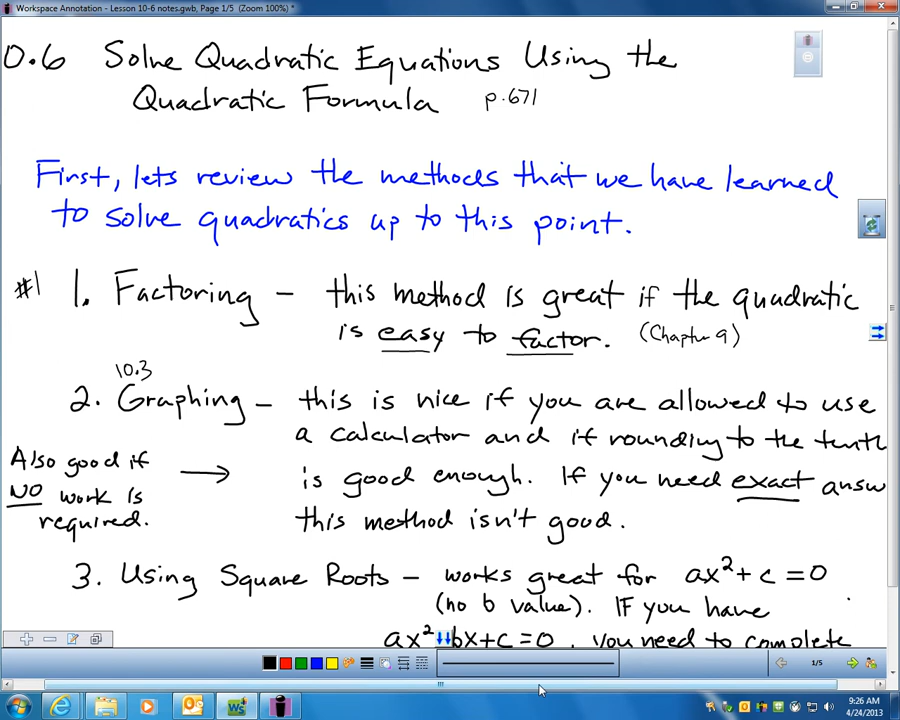 Workspace Annotation - Lesson 10-6 notes.gwb, Page 1/5 (Zoom 100%) *
0.6 Solve Quadratic Equations Using the
Quadratic Formula p.671
First, lets review the methods that we have learned
to solve quadratics up to this point.
#1 1. Factoring – this method is great if the quadratic
is easy to factor. (Chapter 9)
10.3
2. Graphing – this is nice if you are allowed to use
a calculator and if rounding to the tenth
is good enough. If you need exact answ
this method isn't good.
Also good if
NO work is
required.
3. Using Square Roots – works great for ax²+c=0
(no b value). IF you have
ax²+bx+c=0, you need to complete
1/5
9:26 AM
4/24/2013